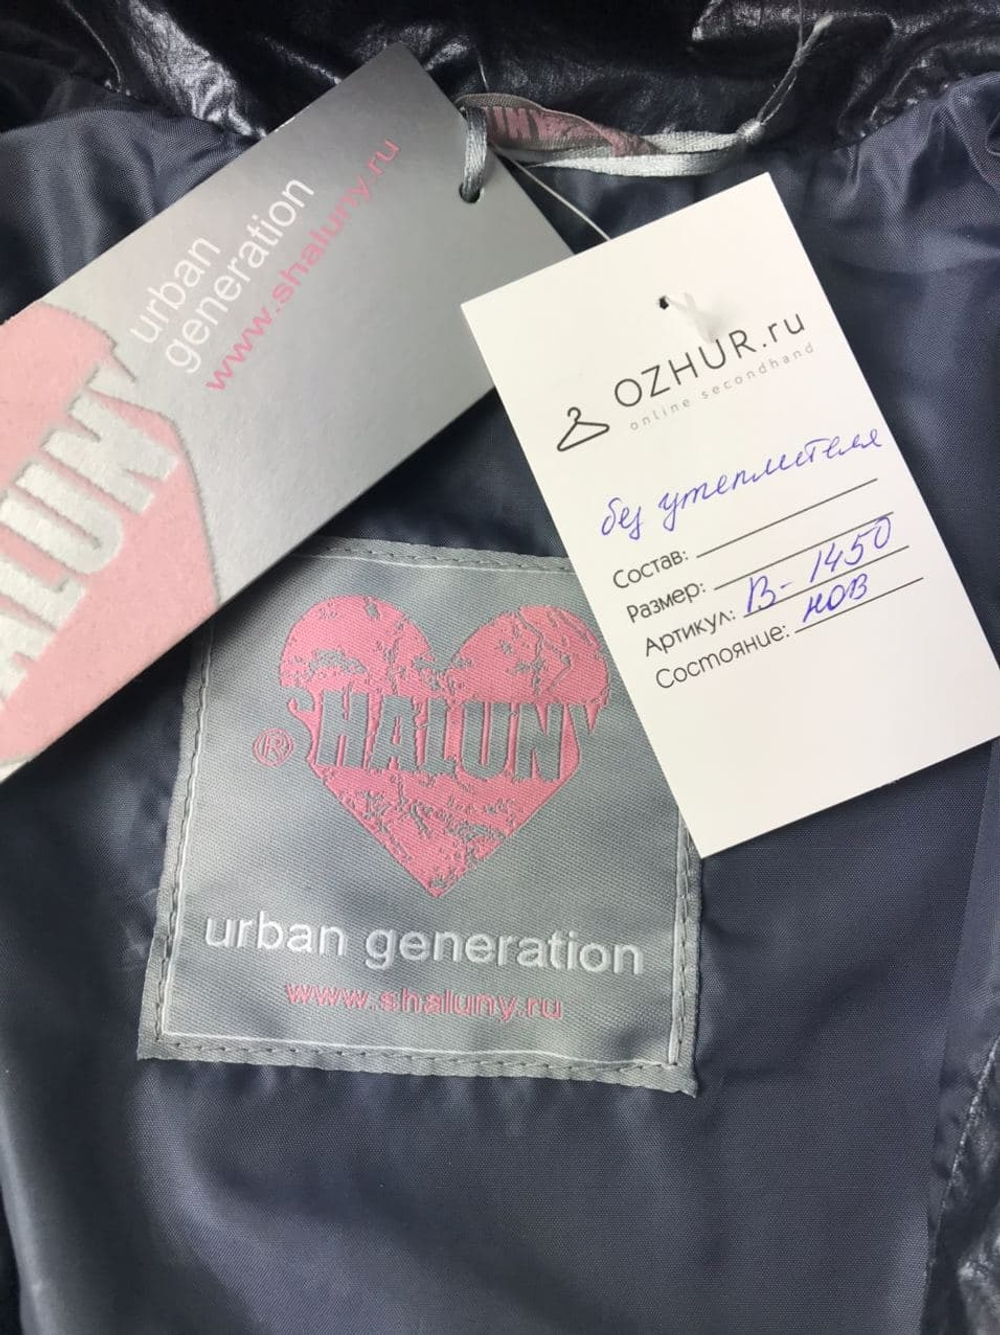 urban
generation
www.shaluny.ru
HALUNY
OZHUR.ru
online secondhand
без утеплителя
Состав:
Размер:
Артикул: В-1450
Состояние: нов
SHALUNY
®
urban generation
www.shaluny.ru